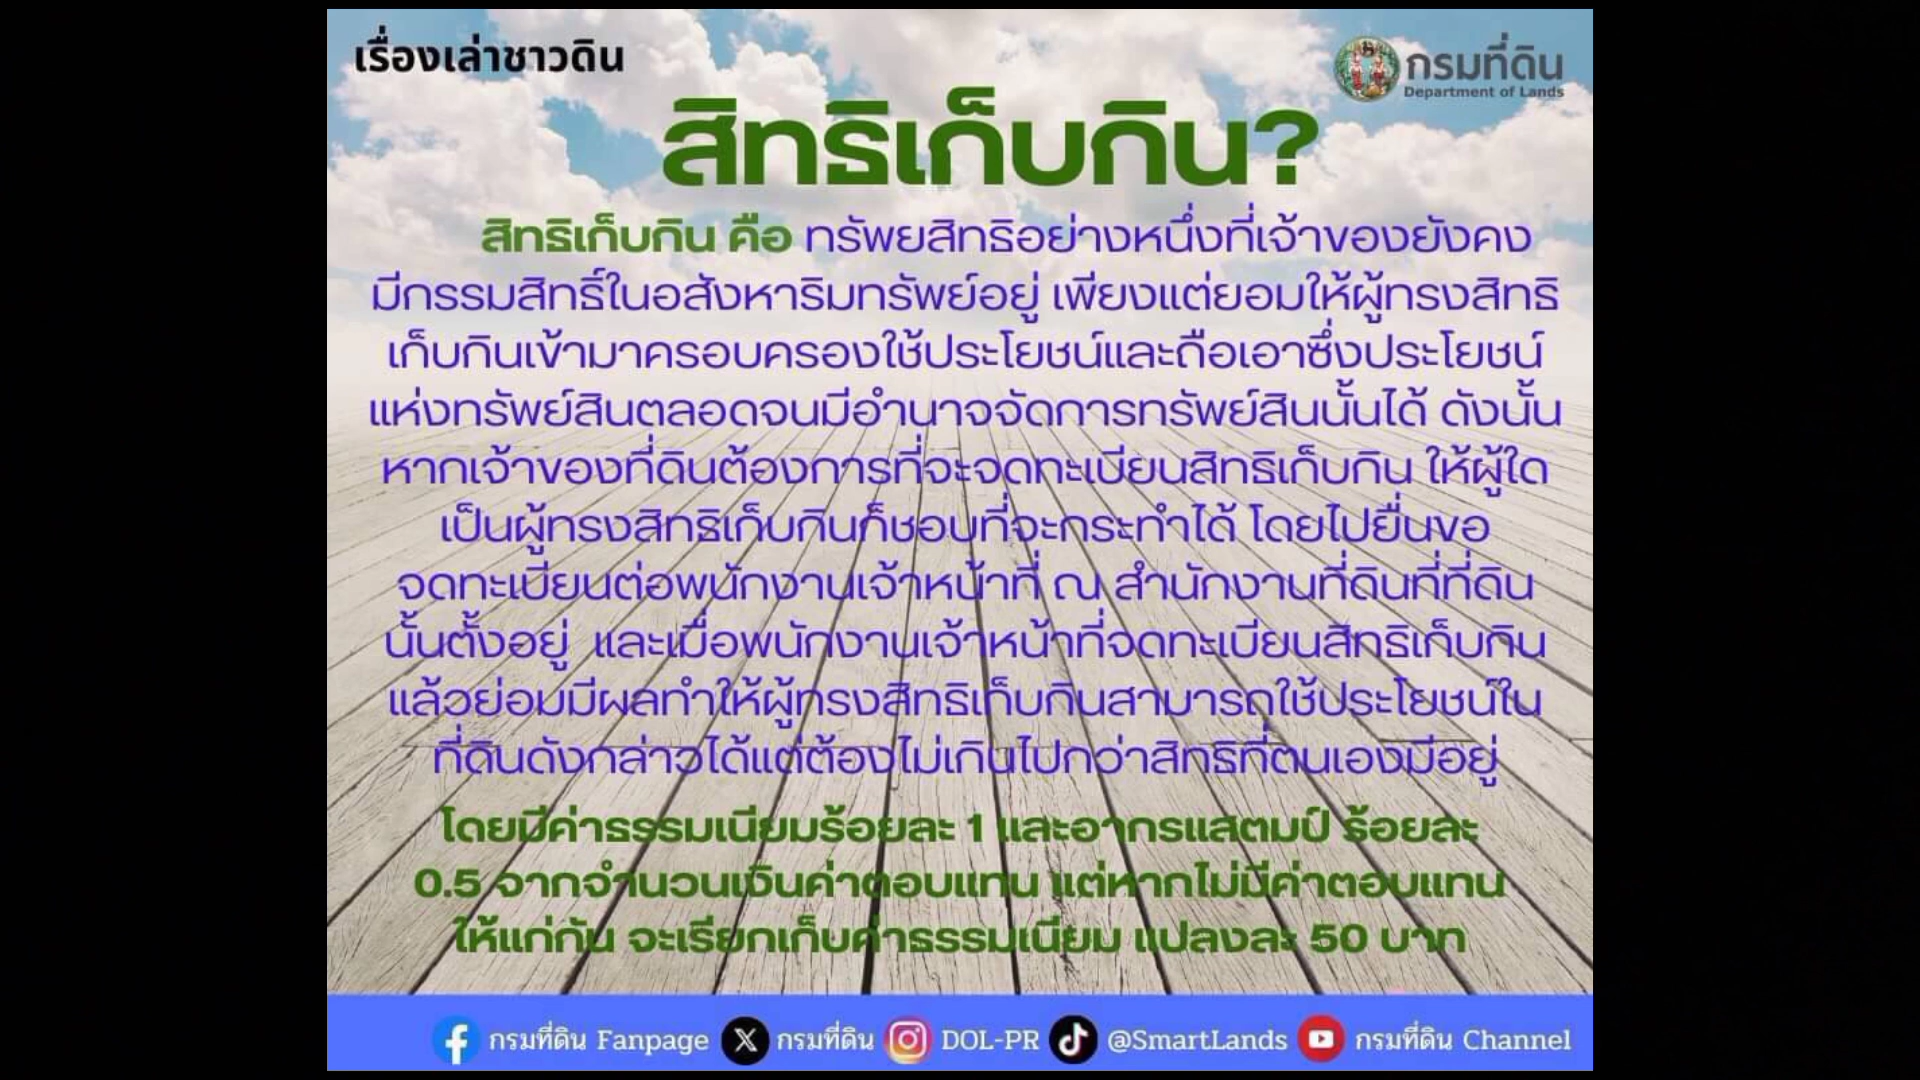 เรื่องเล่าชาวดิน
กรมที่ดิน
Department of Lands
สิทธิเก็บกิน?
สิทธิเก็บกิน คือ ทรัพยสิทธิอย่างหนึ่งที่เจ้าของยังคง
มีกรรมสิทธิ์ในอสังหาริมทรัพย์อยู่ เพียงแต่ยอมให้ผู้ทรงสิทธิ
เก็บกินเข้ามาครอบครองใช้ประโยชน์และถือเอาซึ่งประโยชน์
แห่งทรัพย์สินตลอดจนมีอำนาจจัดการทรัพย์สินนั้นได้ ดังนั้น
หากเจ้าของที่ดินต้องการที่จะจดทะเบียนสิทธิเก็บกิน ให้ผู้ใด
เป็นผู้ทรงสิทธิเก็บกินก็ชอบที่จะกระทำได้ โดยไปยื่นขอ
จดทะเบียนต่อพนักงานเจ้าหน้าที่ ณ สำนักงานที่ดินที่ที่ดิน
นั้นตั้งอยู่ และเมื่อพนักงานเจ้าหน้าที่จดทะเบียนสิทธิเก็บกิน
แล้วย่อมมีผลทำให้ผู้ทรงสิทธิเก็บกินสามารถใช้ประโยชน์ใน
ที่ดินดังกล่าวได้แต่ต้องไม่เกินไปกว่าสิทธิที่ตนเองมีอยู่
โดยมีค่าธรรมเนียมร้อยละ 1 และอากรแสตมป์ ร้อยละ
0.5 จากจำนวนเงินค่าตอบแทน แต่หากไม่มีค่าตอบแทน
ให้แก่กัน จะเรียกเก็บค่าธรรมเนียม แปลงละ 50 บาท
กรมที่ดิน Fanpage กรมที่ดิน DOL-PR @SmartLands กรมที่ดิน Channel